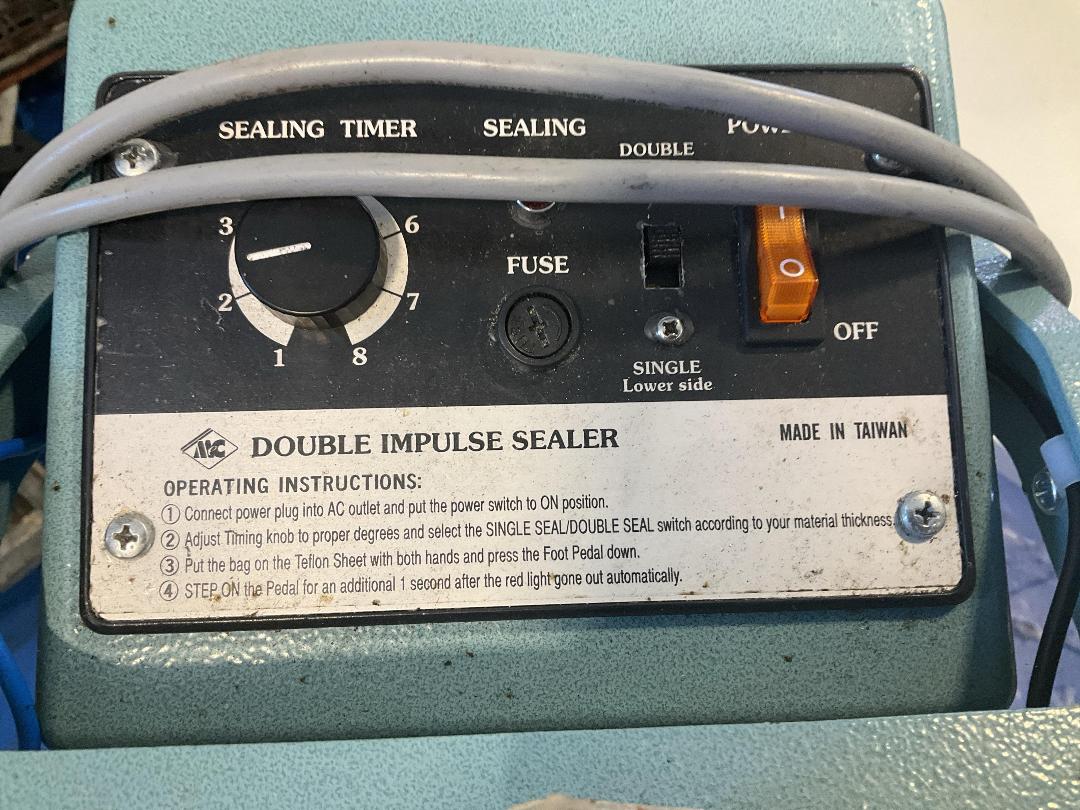 SEALING TIMER
SEALING
DOUBLE
3
6
2
7
1
8
FUSE
I
O
OFF
SINGLE
Lower side
DOUBLE IMPULSE SEALER
MADE IN TAIWAN
OPERATING INSTRUCTIONS:
① Connect power plug into AC outlet and put the power switch to ON position.
② Adjust Timing knob to proper degrees and select the SINGLE SEAL/DOUBLE SEAL switch according to your material thickness.
③ Put the bag on the Teflon Sheet with both hands and press the Foot Pedal down.
④ STEP ON the Pedal for an additional 1 second after the red light gone out automatically.